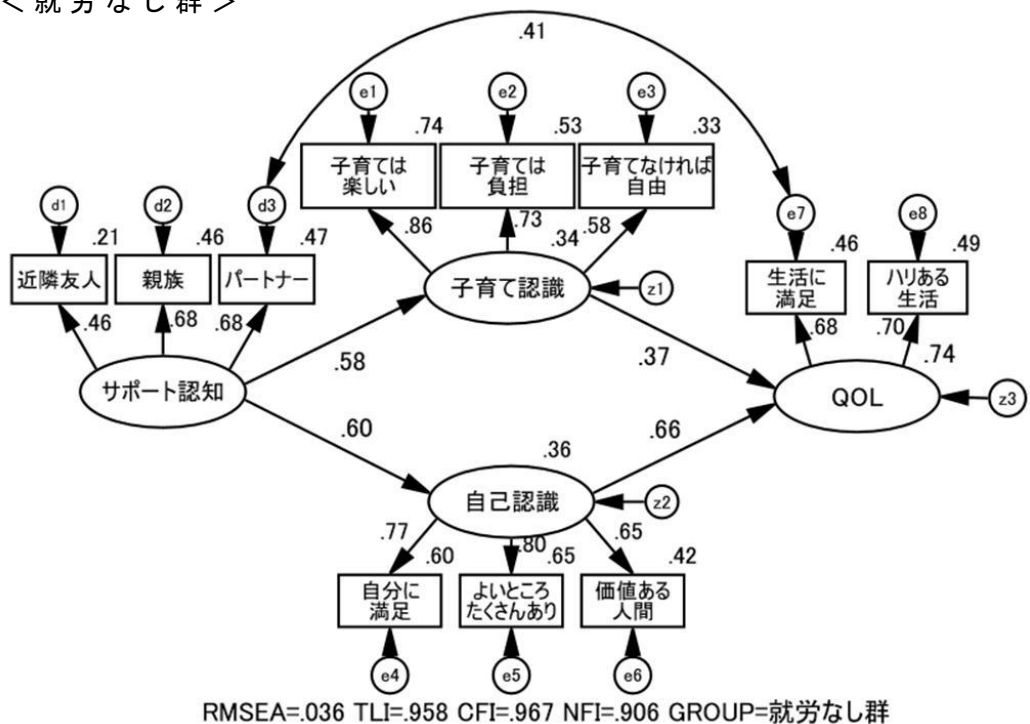 ＜就労なし群＞
.41
e1
e2
e3
.74
.53
.33
子育ては
楽しい
子育ては
負担
子育てなければ
自由
d1
d2
d3
e7
e8
.21
.46
.47
.86
.73
.34
.58
.46
.49
近隣友人
親族
パートナー
子育て認識
z1
生活に
満足
ハリある
生活
.46
.68
.68
.68
.70
.74
.58
.37
サポート認知
QOL
z3
.60
.66
.36
自己認識
z2
.77
.80
.65
.60
.65
.42
自分に
満足
よいところ
たくさんあり
価値ある
人間
e4
e5
e6
RMSEA=.036 TLI=.958 CFI=.967 NFI=.906 GROUP=就労なし群